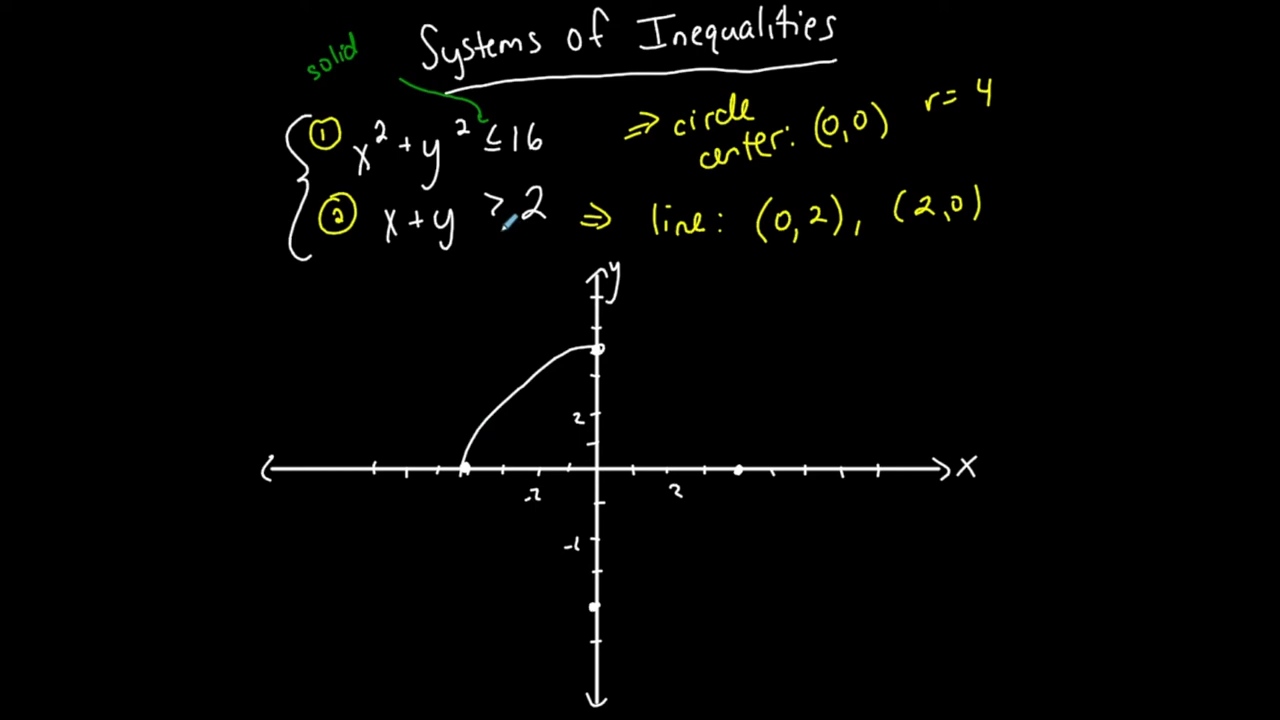 Systems of Inequalities
solid
① x² + y² ≤ 16 ⇒ circle r = 4
center: (0,0)
② x + y > 2 ⇒ line: (0,2), (2,0)
y
2
x
-2 2
-1